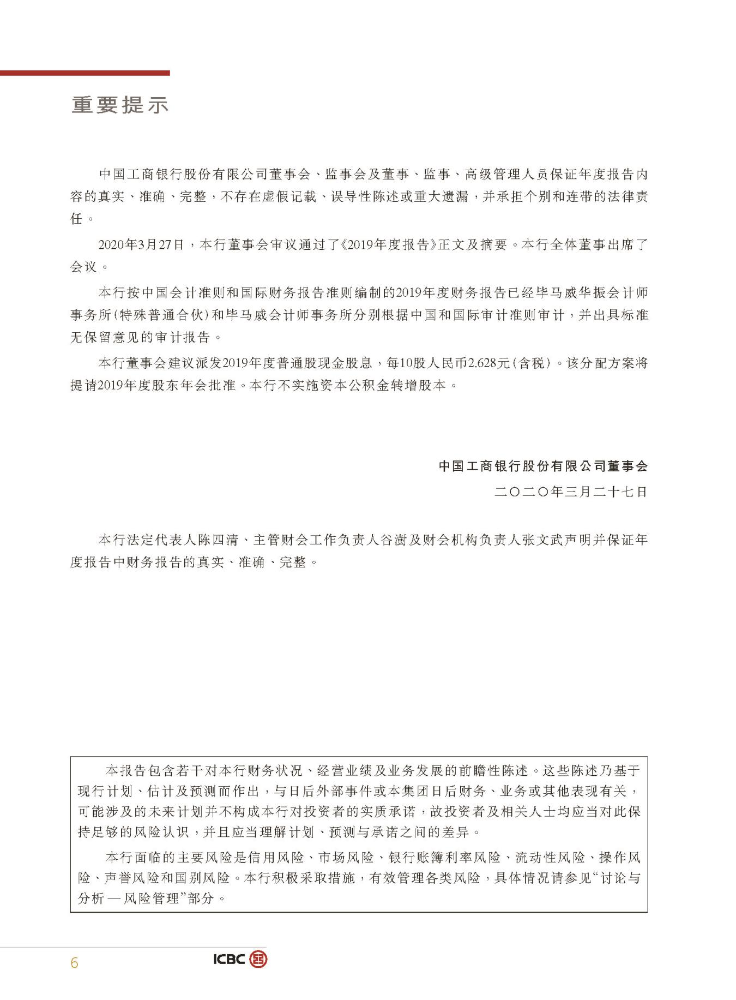 重要提示
中国工商银行股份有限公司董事会、监事会及董事、监事、高级管理人员保证年度报告内
容的真实、准确、完整，不存在虚假记载、误导性陈述或重大遗漏，并承担个别和连带的法律责
任。
2020年3月27日，本行董事会审议通过了《2019年度报告》正文及摘要。本行全体董事出席了
会议。
本行按中国会计准则和国际财务报告准则编制的2019年度财务报告已经毕马威华振会计师
事务所(特殊普通合伙)和毕马威会计师事务所分别根据中国和国际审计准则审计，并出具标准
无保留意见的审计报告。
本行董事会建议派发2019年度普通股现金股息，每10股人民币2.628元(含税)。该分配方案将
提请2019年度股东年会批准。本行不实施资本公积金转增股本。
中国工商银行股份有限公司董事会
二〇二〇年三月二十七日
本行法定代表人陈四清、主管财会工作负责人谷澍及财会机构负责人张文武声明并保证年
度报告中财务报告的真实、准确、完整。
本报告包含若干对本行财务状况、经营业绩及业务发展的前瞻性陈述。这些陈述乃基于
现行计划、估计及预测而作出，与日后外部事件或本集团日后财务、业务或其他表现有关，
可能涉及的未来计划并不构成本行对投资者的实质承诺，故投资者及相关人士均应当对此保
持足够的风险认识，并且应当理解计划、预测与承诺之间的差异。
本行面临的主要风险是信用风险、市场风险、银行账簿利率风险、流动性风险、操作风
险、声誉风险和国别风险。本行积极采取措施，有效管理各类风险，具体情况请参见“讨论与
分析—风险管理”部分。
6
ICBC